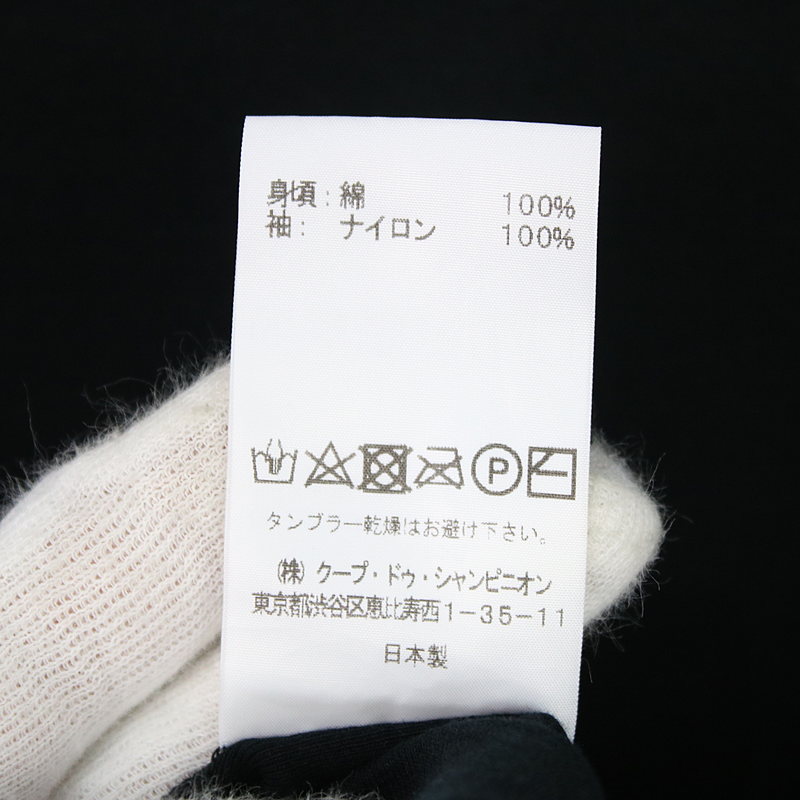 身頃：綿 100%
袖： ナイロン 100%
P
タンブラー乾燥はお避け下さい。
(株) クープ・ドゥ・シャンピニオン
東京都渋谷区恵比寿西1-35-11
日本製